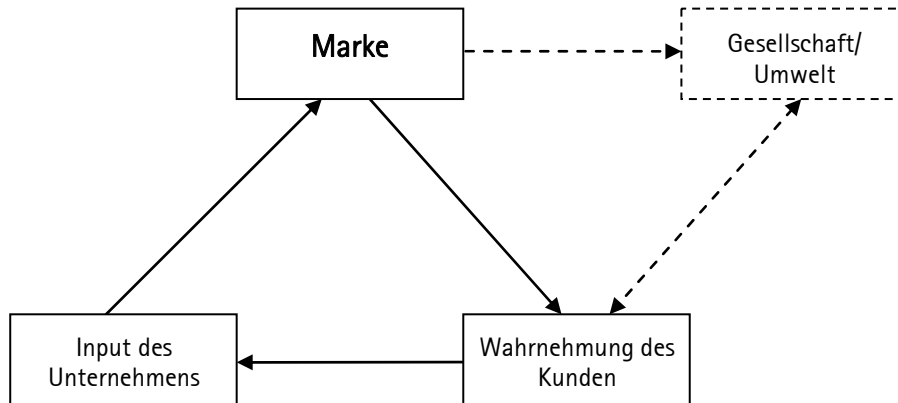 Marke
Gesellschaft/
Umwelt
Input des
Unternehmens
Wahrnehmung des
Kunden